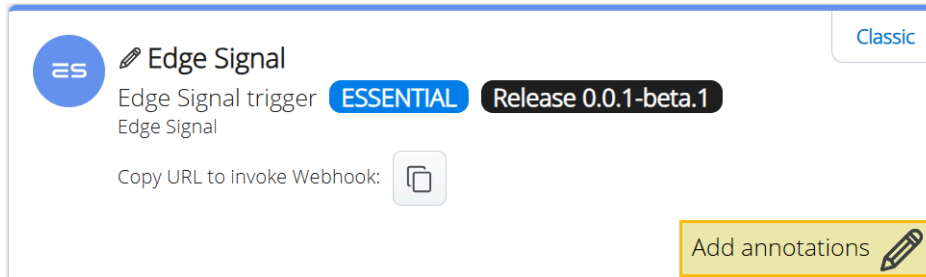 Classic
ES
Edge Signal
Edge Signal trigger ESSENTIAL Release 0.0.1-beta.1
Edge Signal
Copy URL to invoke Webhook:
Add annotations